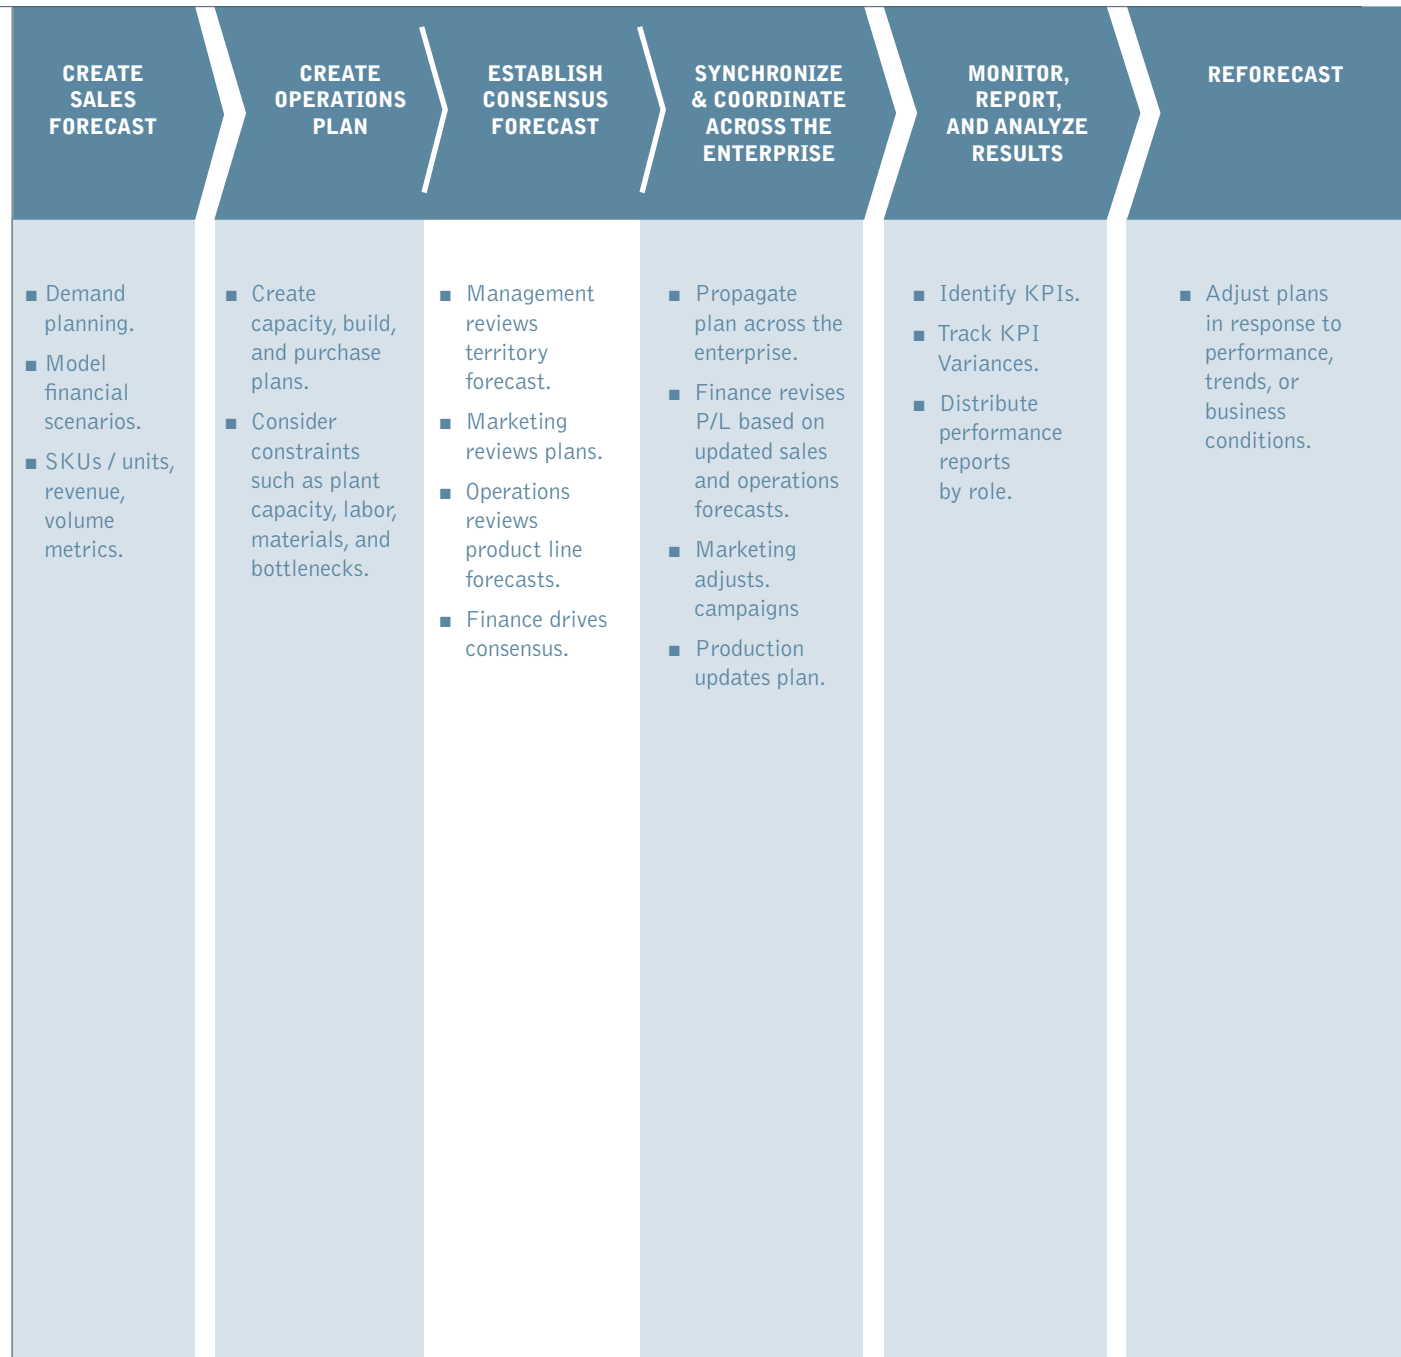 CREATE
SALES
FORECAST
CREATE
OPERATIONS
PLAN
ESTABLISH
CONSENSUS
FORECAST
SYNCHRONIZE
& COORDINATE
ACROSS THE
ENTERPRISE
MONITOR,
REPORT,
AND ANALYZE
RESULTS
REFORECAST
■ Demand
planning.
■ Model
financial
scenarios.
■ SKUs / units,
revenue,
volume
metrics.
■ Create
capacity, build,
and purchase
plans.
■ Consider
constraints
such as plant
capacity, labor,
materials, and
bottlenecks.
■ Management
reviews
territory
forecast.
■ Marketing
reviews plans.
■ Operations
reviews
product line
forecasts.
■ Finance drives
consensus.
■ Propagate
plan across the
enterprise.
■ Finance revises
P/L based on
updated sales
and operations
forecasts.
■ Marketing
adjusts.
campaigns
■ Production
updates plan.
■ Identify KPIs.
■ Track KPI
Variances.
■ Distribute
performance
reports
by role.
■ Adjust plans
in response to
performance,
trends, or
business
conditions.